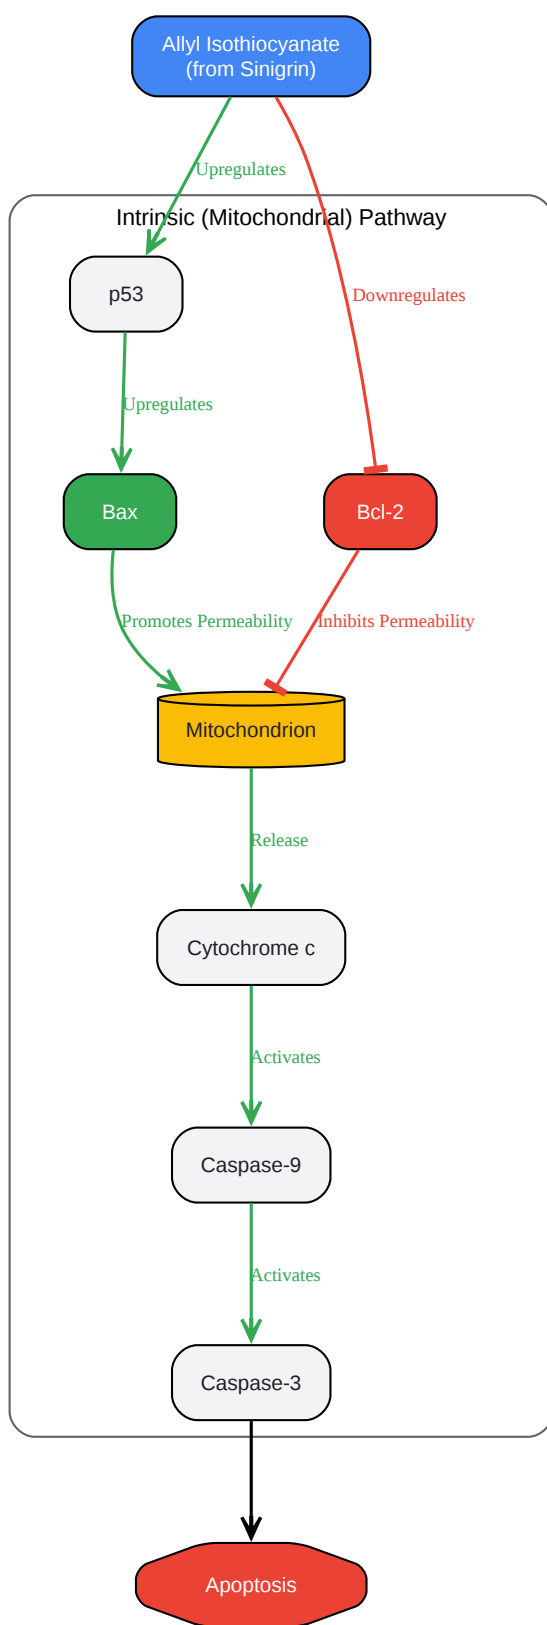 Allyl Isothiocyanate
(from Sinigrin)
Upregulates
Intrinsic (Mitochondrial) Pathway
p53
Downregulates
Upregulates
Bax
Bcl-2
Promotes Permeability
Inhibits Permeability
Mitochondrion
Release
Cytochrome c
Activates
Caspase-9
Activates
Caspase-3
Apoptosis